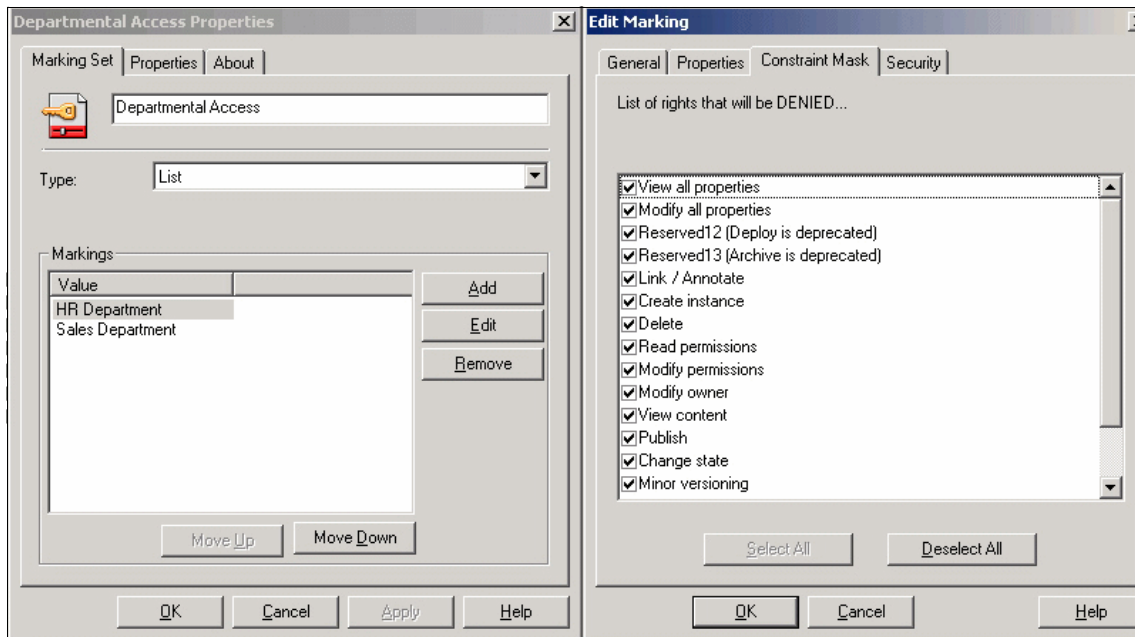 Departmental Access Properties
Marking Set
Properties
About
Departmental Access
Type:
List
Markings
Value
HR Department
Sales Department
Add
Edit
Remove
Move Up
Move Down
OK
Cancel
Apply
Help
Edit Marking
General
Properties
Constraint Mask
Security
List of rights that will be DENIED...
View all properties
Modify all properties
Reserved12 (Deploy is deprecated)
Reserved13 (Archive is deprecated)
Link / Annotate
Create instance
Delete
Read permissions
Modify permissions
Modify owner
View content
Publish
Change state
Minor versioning
Select All
Deselect All
OK
Cancel
Help